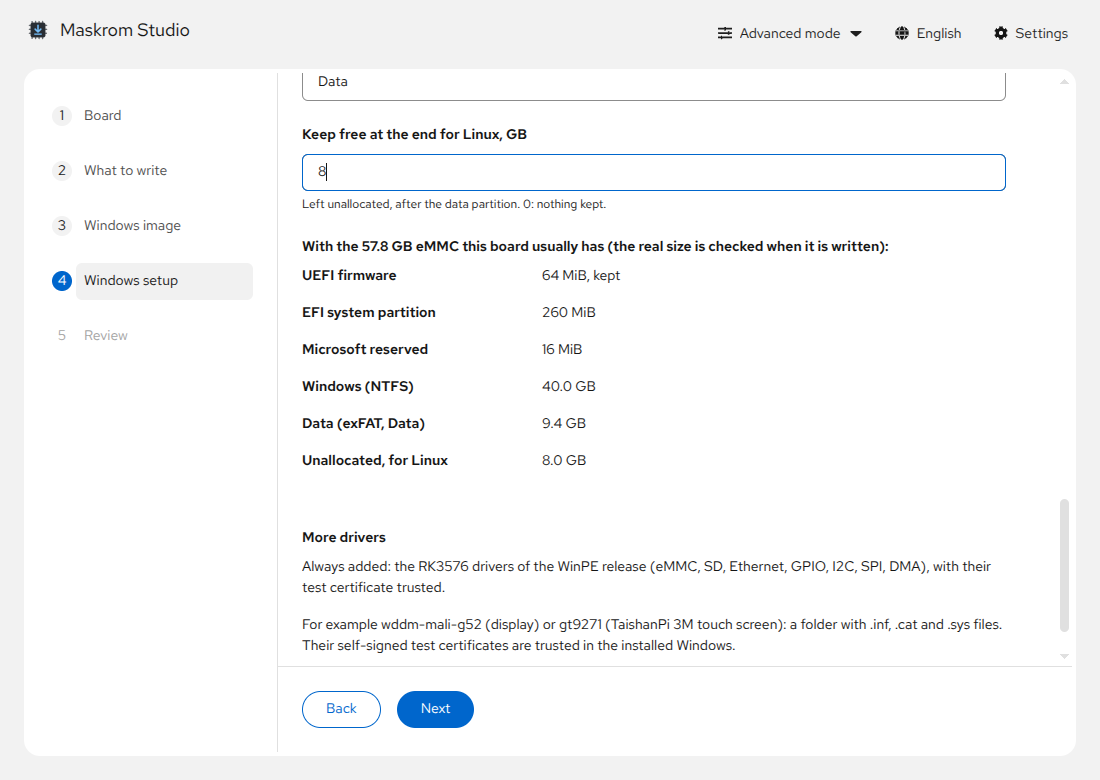 Maskrom Studio
Advanced mode
English
Settings
1 Board
2 What to write
3 Windows image
4 Windows setup
5 Review
Data
Keep free at the end for Linux, GB
8
Left unallocated, after the data partition. 0: nothing kept.
With the 57.8 GB eMMC this board usually has (the real size is checked when it is written):
UEFI firmware 64 MiB, kept
EFI system partition 260 MiB
Microsoft reserved 16 MiB
Windows (NTFS) 40.0 GB
Data (exFAT, Data) 9.4 GB
Unallocated, for Linux 8.0 GB
More drivers
Always added: the RK3576 drivers of the WinPE release (eMMC, SD, Ethernet, GPIO, I2C, SPI, DMA), with their
test certificate trusted.
For example wddm-mali-g52 (display) or gt9271 (TaishanPi 3M touch screen): a folder with .inf, .cat and .sys files.
Their self-signed test certificates are trusted in the installed Windows.
Back
Next